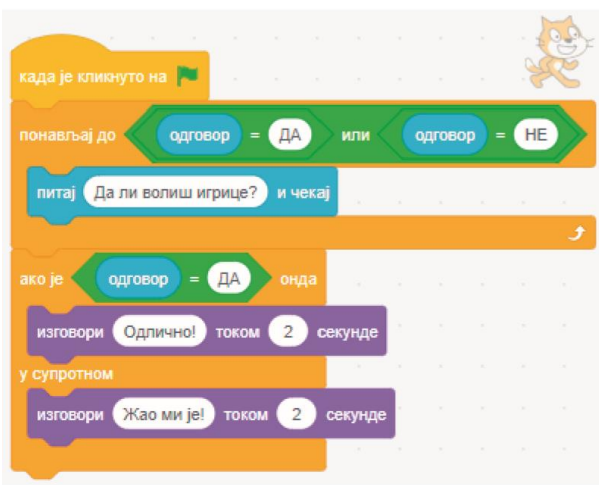 када је кликнуто на
понављај до одговор = ДА или одговор = НЕ
питај Да ли волиш игрице? и чекај
ако је одговор = ДА онда
изговори Одлично! током 2 секунде
у супротном
изговори Жао ми је! током 2 секунде